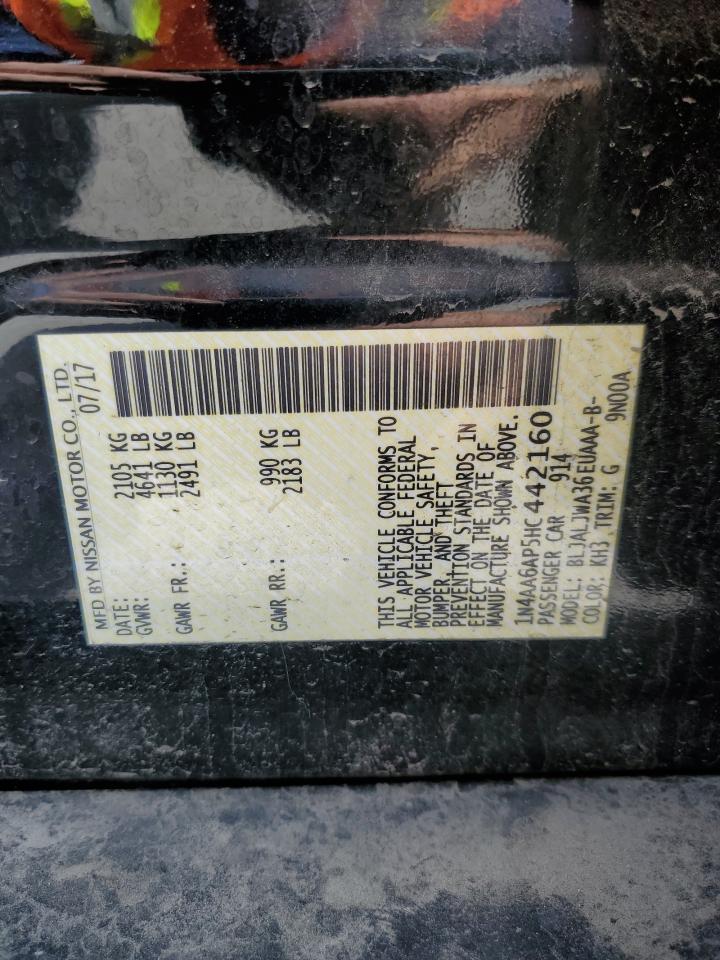 MFD BY NISSAN MOTOR CO., LTD.
DATE: 07/17
GVWR: 2105 KG
4641 LB
GAWR FR.: 1130 KG
2491 LB
GAWR RR.: 990 KG
2183 LB
THIS VEHICLE CONFORMS TO
ALL APPLICABLE FEDERAL
MOTOR VEHICLE SAFETY,
BUMPER, AND THEFT
PREVENTION STANDARDS IN
EFFECT ON THE DATE OF
MANUFACTURE SHOWN ABOVE.
1N4AA6AP5HC442160
PASSENGER CAR 914
MODEL: BLJALJWA36EUAAA-B-
COLOR: KH3 TRIM: G 9N00A